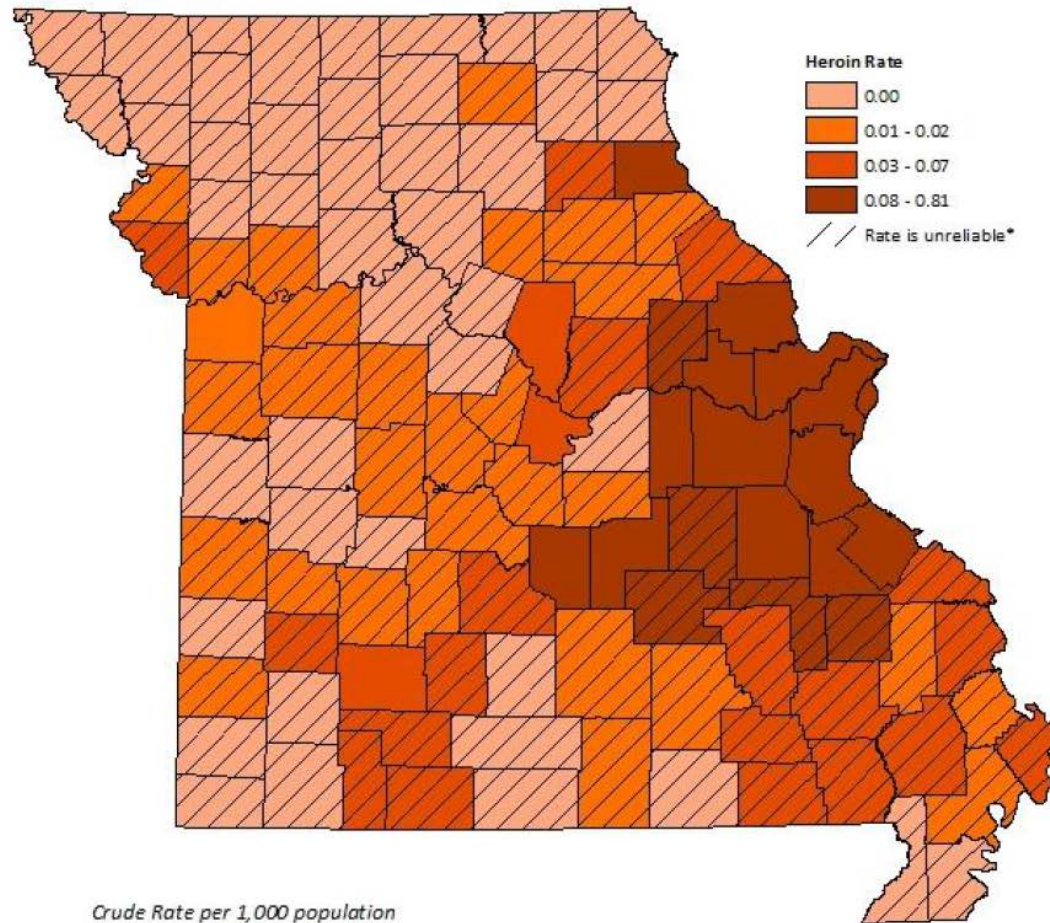 Heroin Rate
0.00
0.01 - 0.02
0.03 - 0.07
0.08 - 0.81
Rate is unreliable*
Crude Rate per 1,000 population